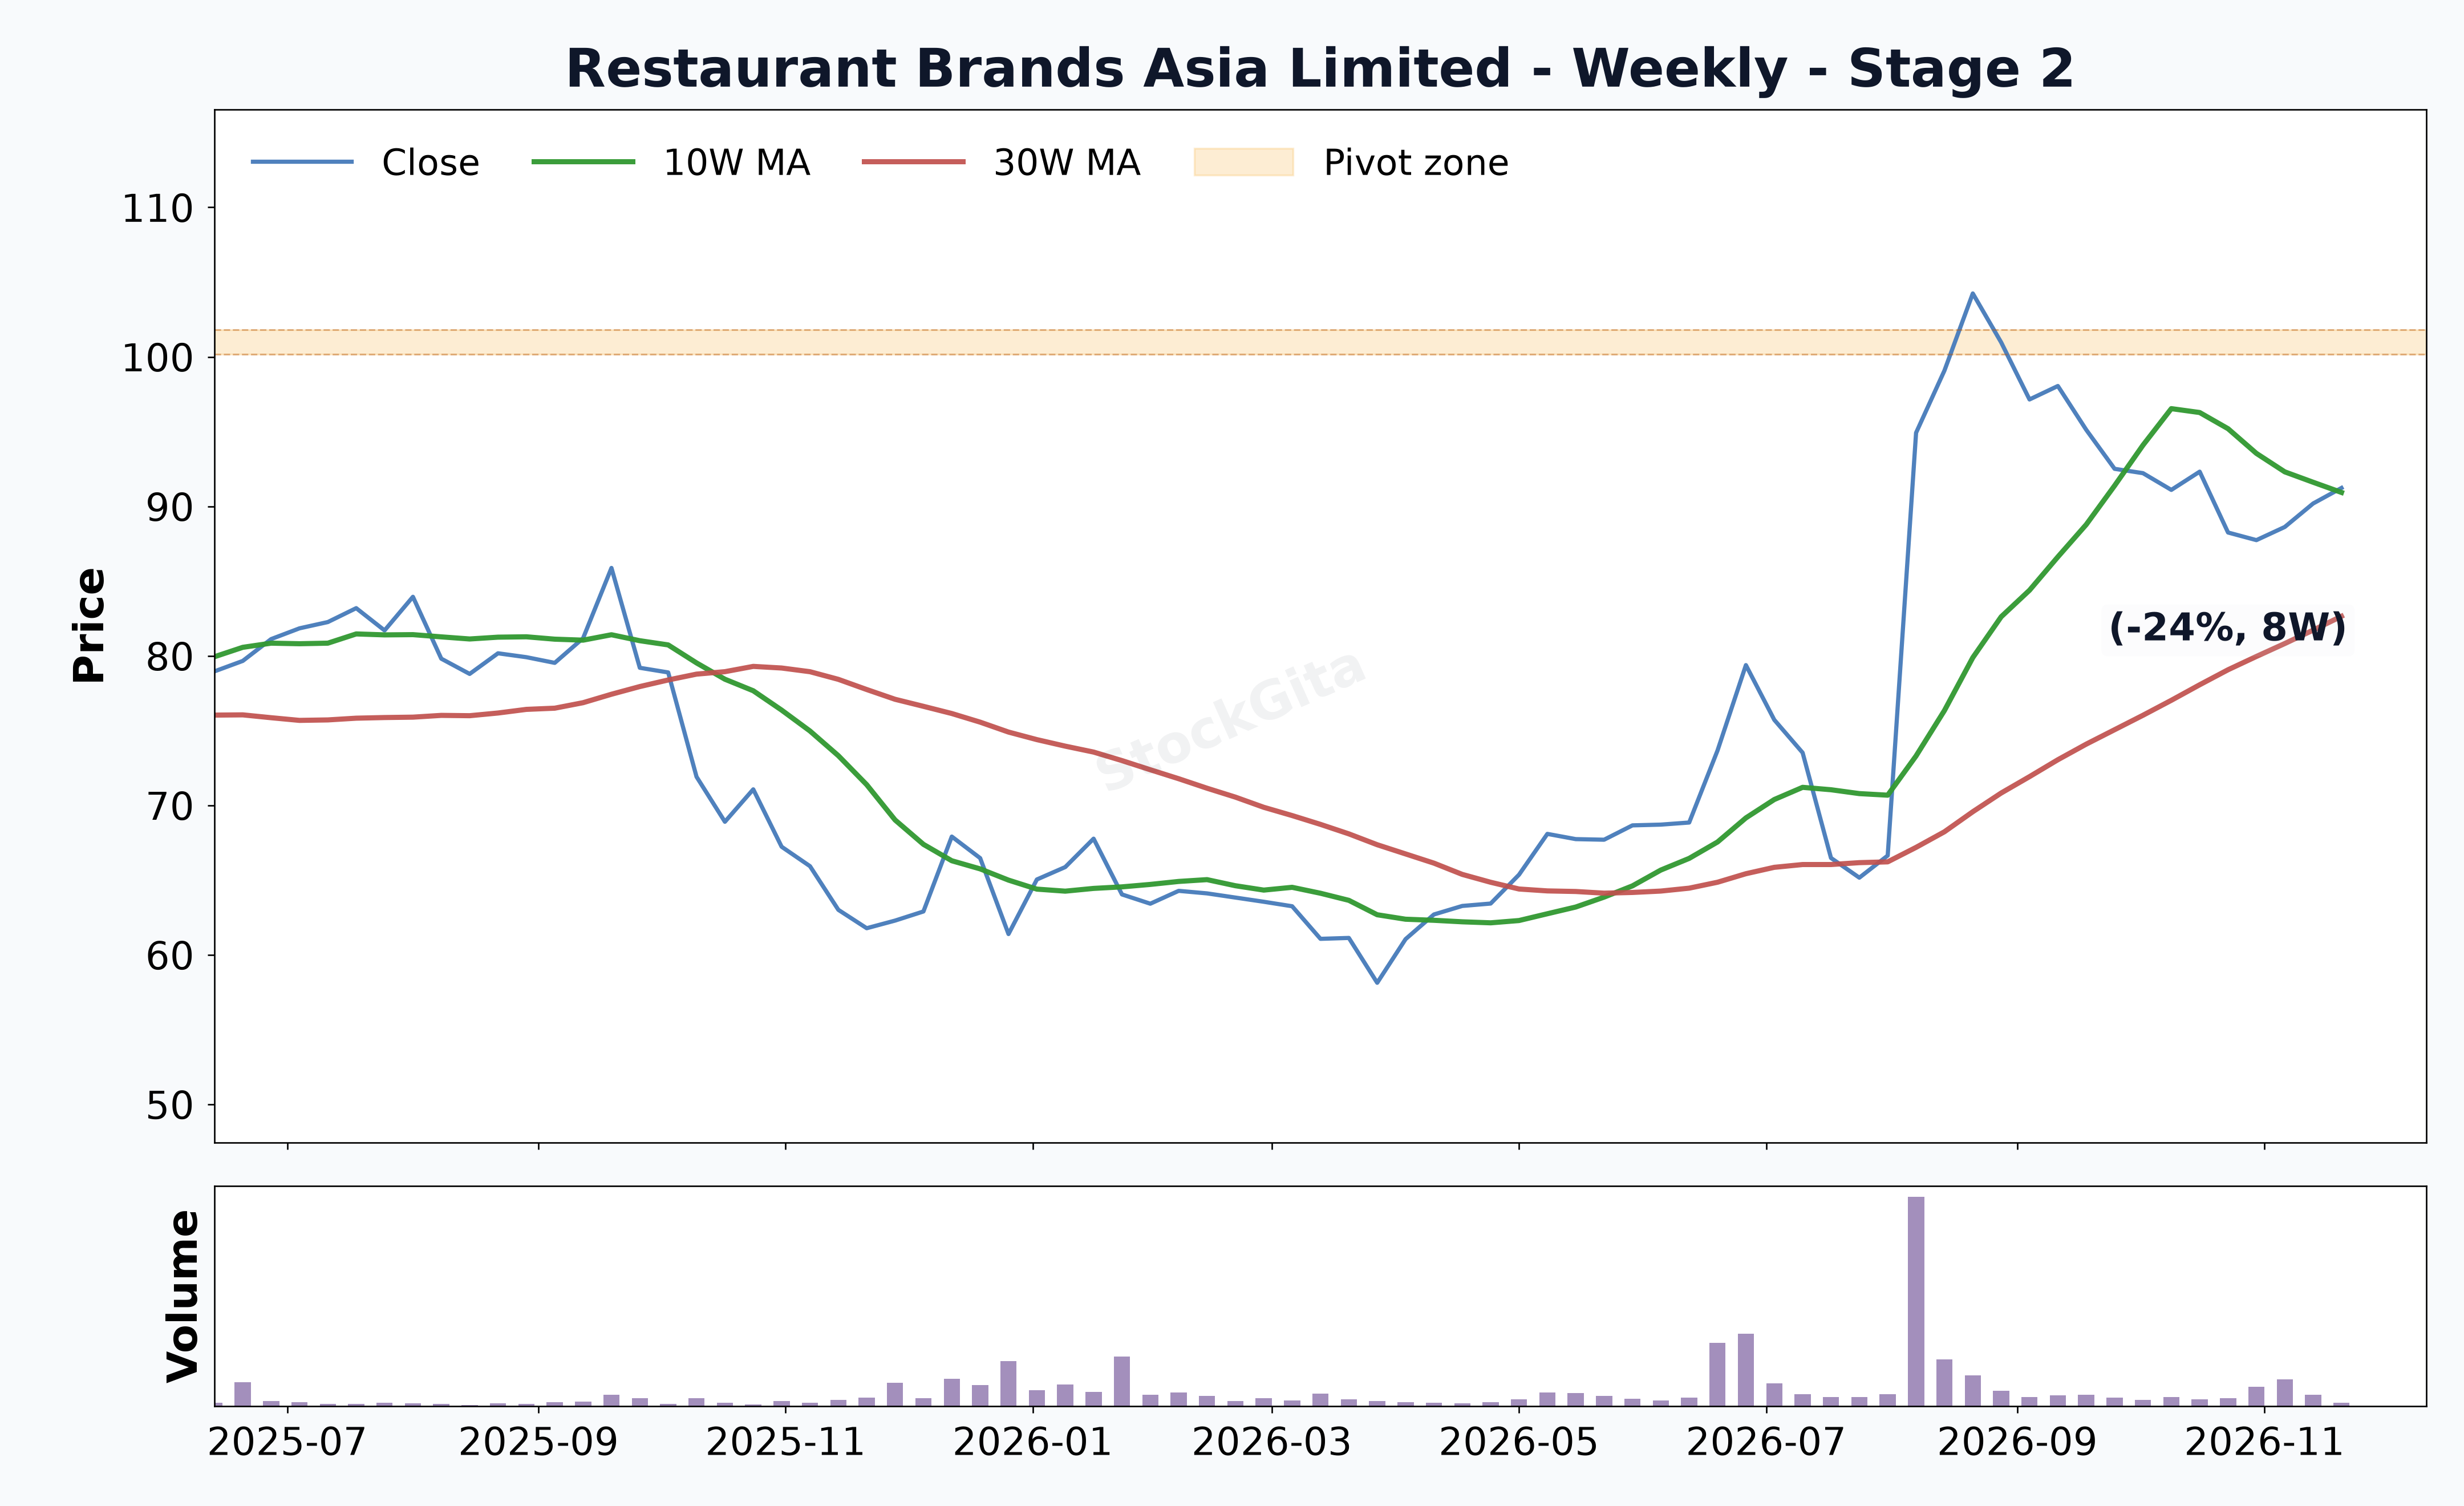 Restaurant Brands Asia Limited - Weekly - Stage 2
Close 10W MA 30W MA Pivot zone
110
100
90
80
70
60
50
Price
(-24%, 8W)
StockGita
Volume
2025-07 2025-09 2025-11 2026-01 2026-03 2026-05 2026-07 2026-09 2026-11